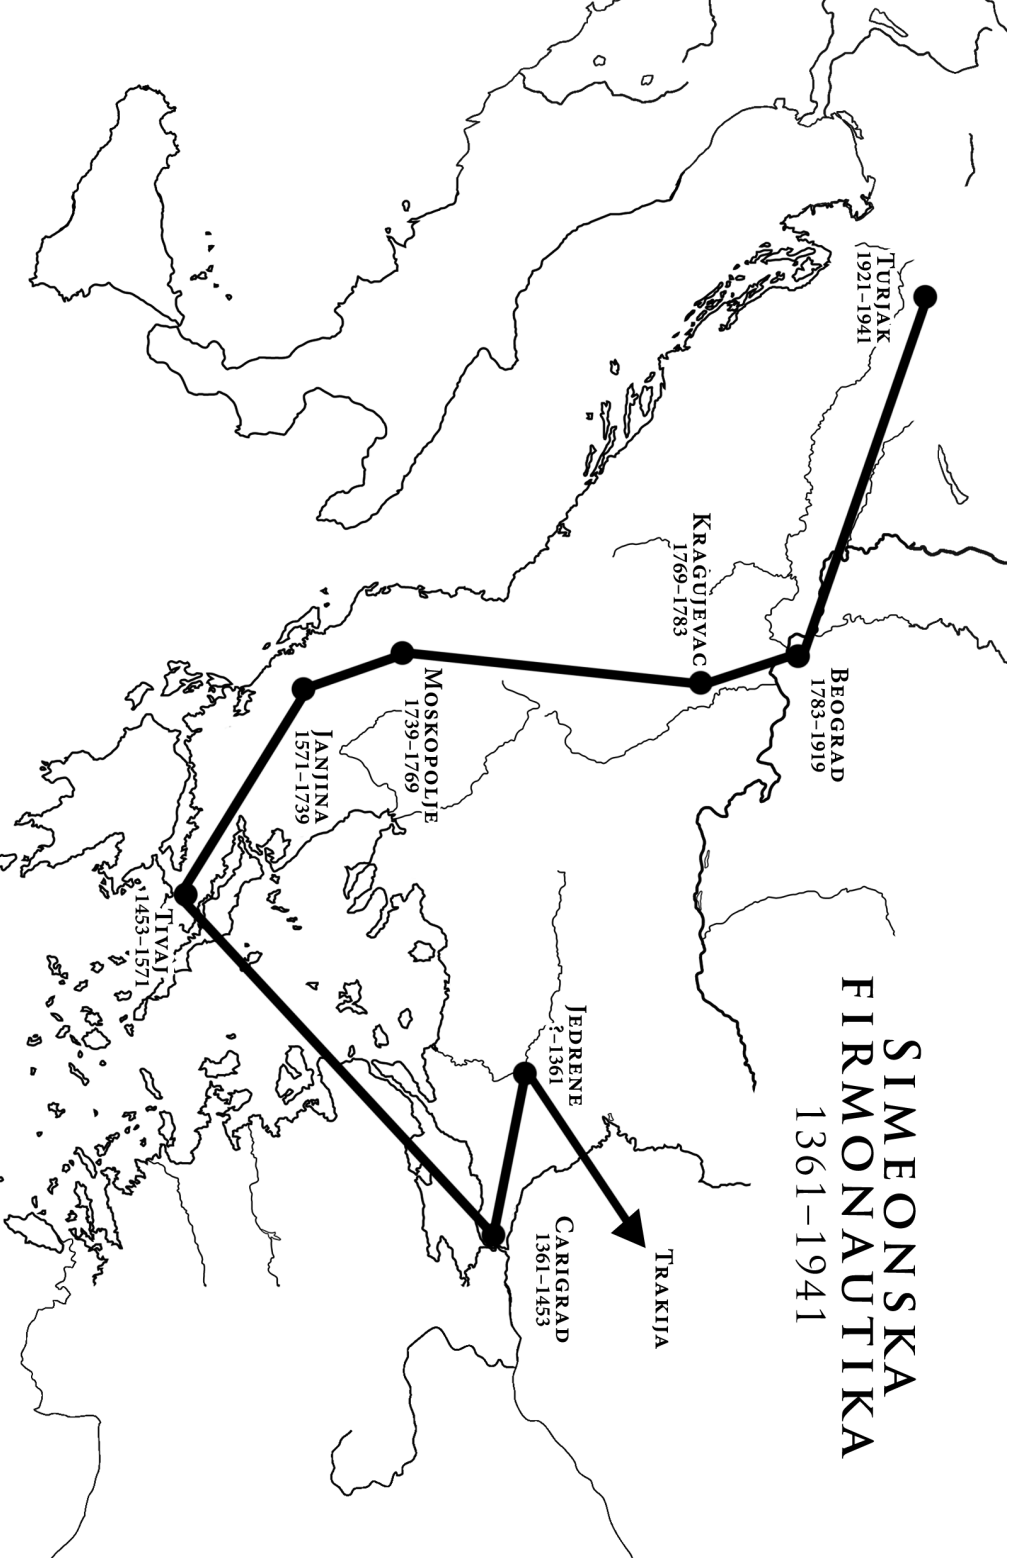 SIMEONSKA
FIRMONAUTIKA
1361–1941
TURJAK
1921–1941
BEOGRAD
1783–1919
KRAGUJEVAC
1769–1783
MOSKOPOLJE
1739–1769
JANJINA
1571–1739
TIVAJ
1453–1571
JEDRENE
?–1361
CARIGRAD
1361–1453
TRAKIJA